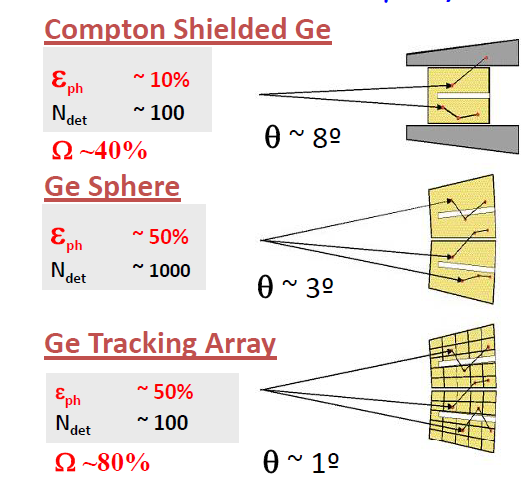 Compton Shielded Ge
εph ~ 10%
Ndet ~ 100
θ ~ 8º
Ω ~40%
Ge Sphere
εph ~ 50%
Ndet ~ 1000
θ ~ 3º
Ge Tracking Array
εph ~ 50%
Ndet ~ 100
Ω ~80%
θ ~ 1º